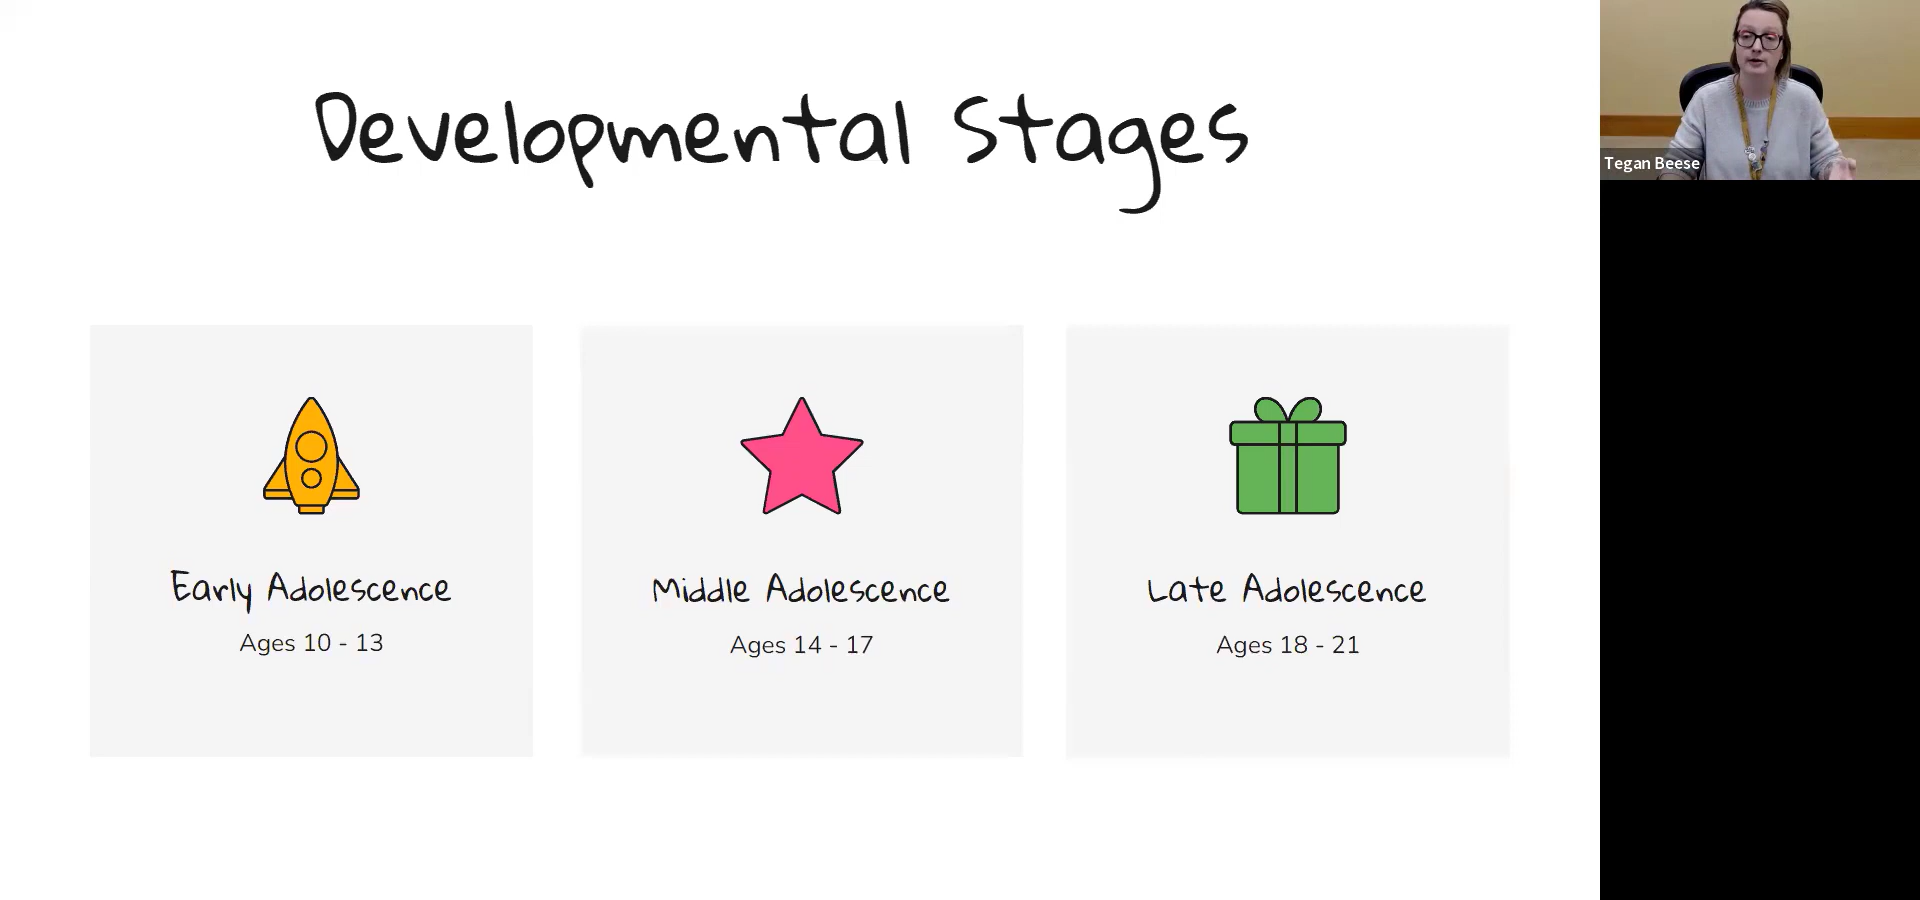 Developmental Stages
Early Adolescence
Ages 10 - 13
Middle Adolescence
Ages 14 - 17
Late Adolescence
Ages 18 - 21
Tegan Beese